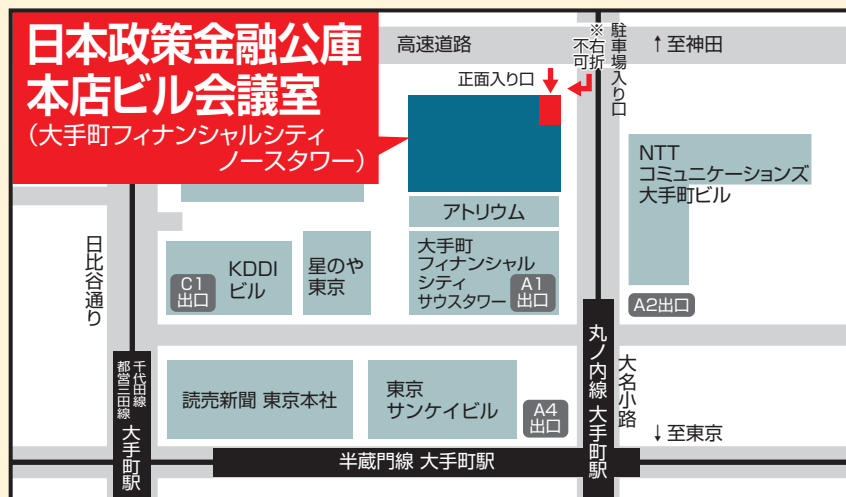 日本政策金融公庫
本店ビル会議室
(大手町フィナンシャルシティ
ノースタワー)
高速道路
※右折
不可
駐車場入り口
↑至神田
正面入り口
NTT
コミュニケーションズ
大手町ビル
アトリウム
日比谷通り
C1
出口
KDDI
ビル
星のや
東京
大手町
フィナンシャル
シティ
サウスタワー
A1
出口
A2出口
千代田線
都営三田線
大手町駅
読売新聞 東京本社
東京
サンケイビル
A4
出口
丸ノ内線 大手町駅
大名小路
↓至東京
半蔵門線 大手町駅